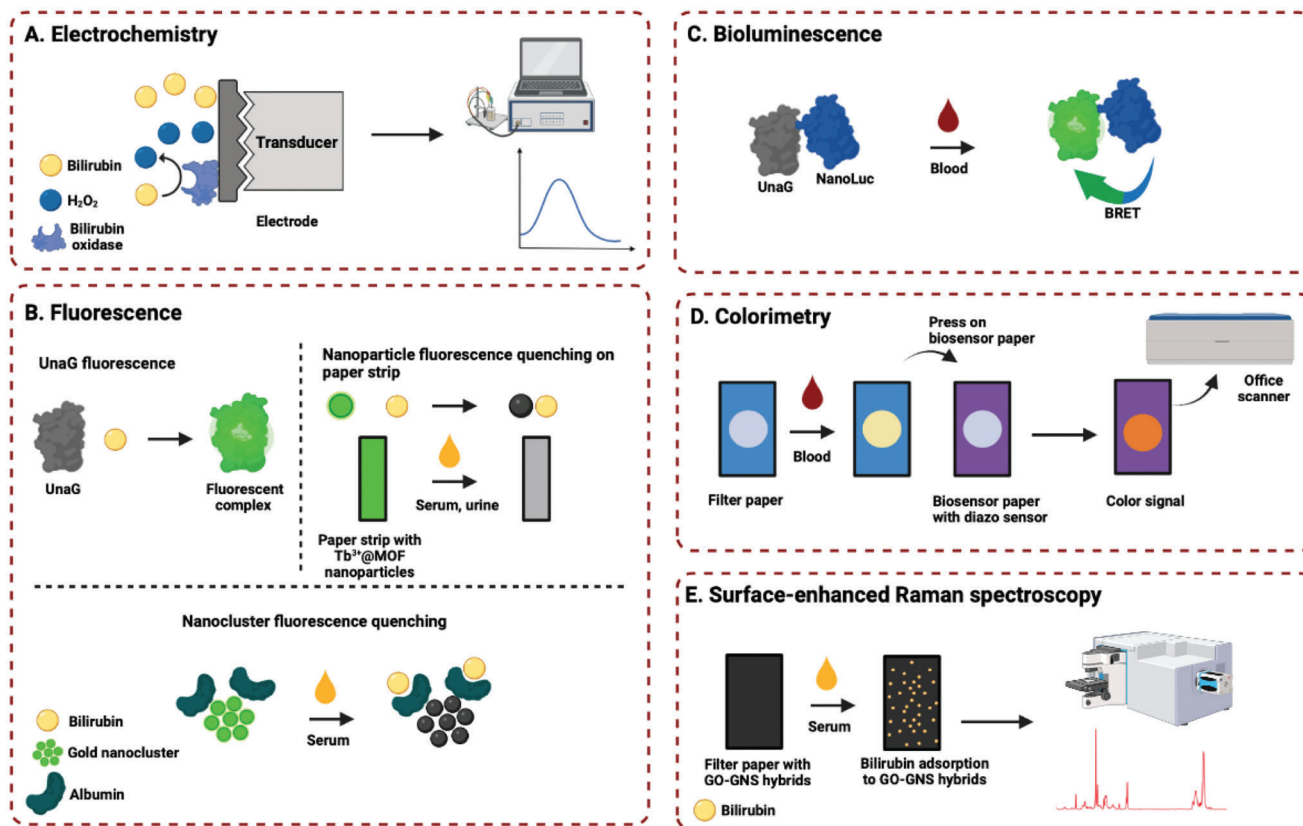 A. Electrochemistry
Transducer
Bilirubin
H₂O₂
Bilirubin
oxidase
Electrode
B. Fluorescence
UnaG fluorescence
UnaG
Fluorescent
complex
Nanoparticle fluorescence quenching on
paper strip
Serum, urine
Paper strip with
Tb³⁺@MOF
nanoparticles
Nanocluster fluorescence quenching
Bilirubin
Gold nanocluster
Albumin
Serum
C. Bioluminescence
UnaG
NanoLuc
Blood
BRET
D. Colorimetry
Press on
biosensor paper
Office
scanner
Blood
Filter paper
Biosensor paper
with diazo sensor
Color signal
E. Surface-enhanced Raman spectroscopy
Serum
Filter paper with
GO-GNS hybrids
Bilirubin adsorption
to GO-GNS hybrids
Bilirubin